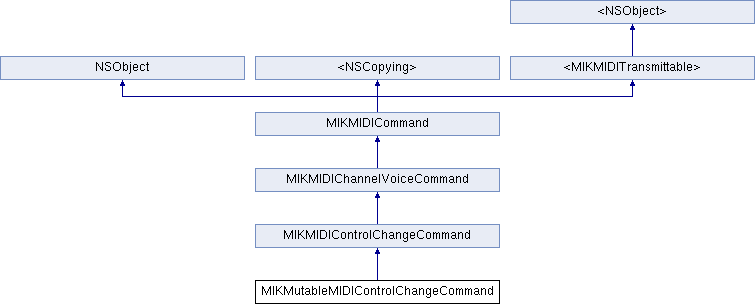 <NSObject>
NSObject
<NSCopying>
<MIKMIDITransmittable>
MIKMIDICommand
MIKMIDIChannelVoiceCommand
MIKMIDIControlChangeCommand
MIKMutableMIDIControlChangeCommand